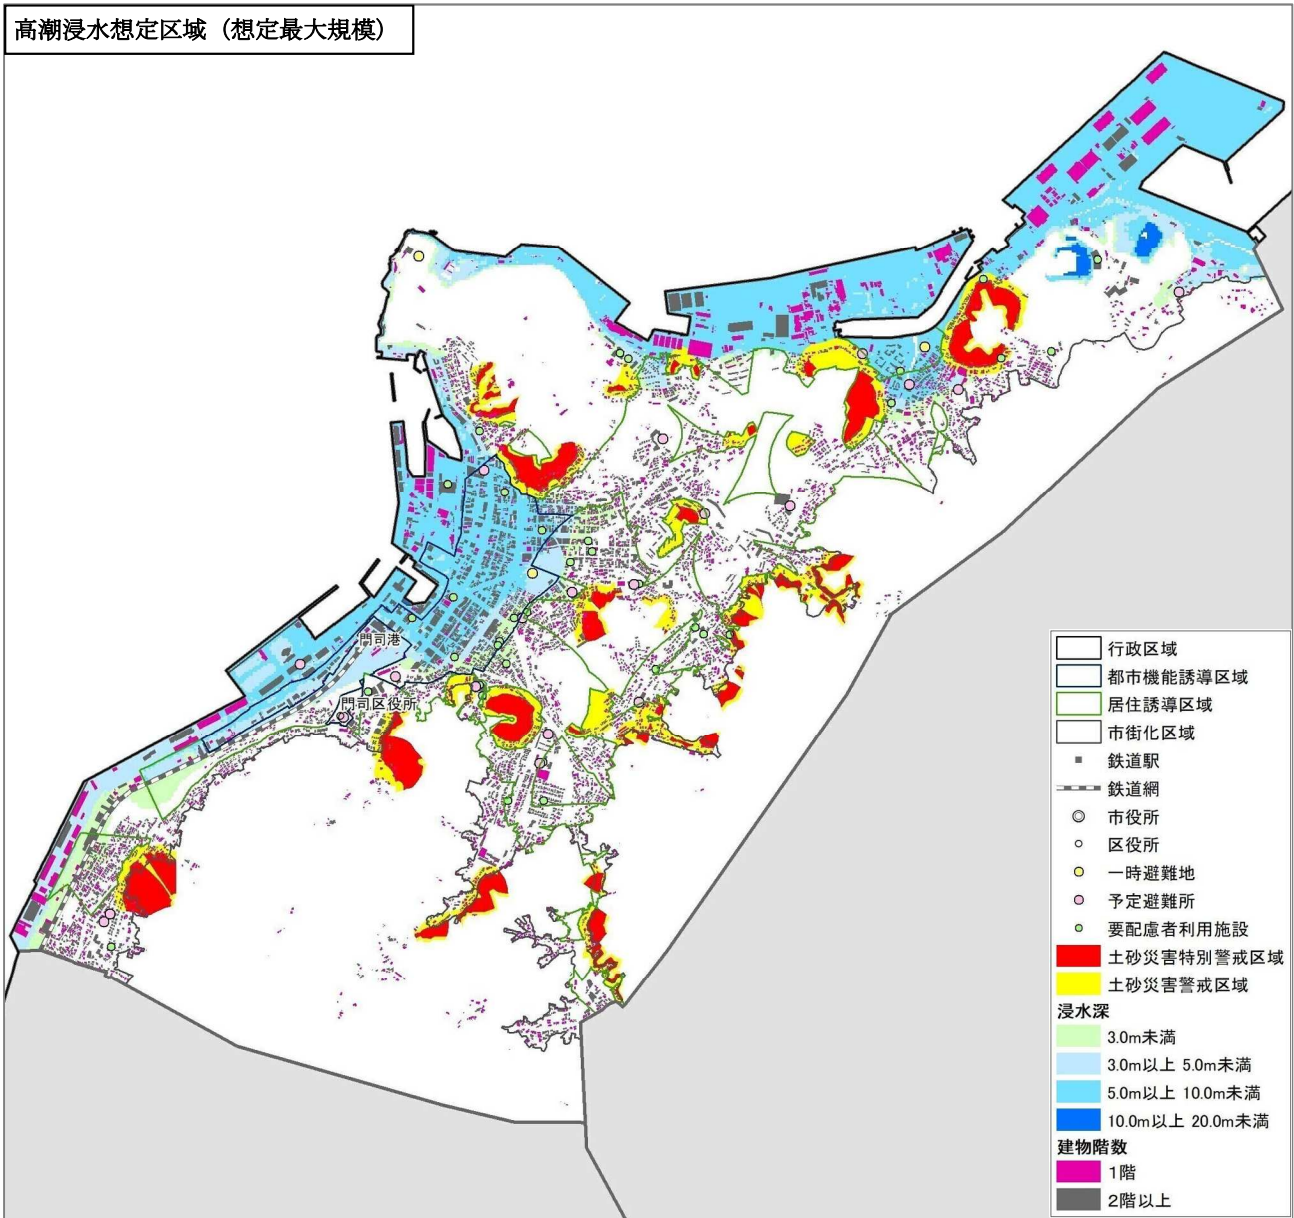 高潮浸水想定区域（想定最大規模）
門司港
門司区役所
行政区域
都市機能誘導区域
居住誘導区域
市街化区域
鉄道駅
鉄道網
市役所
区役所
一時避難地
予定避難所
要配慮者利用施設
土砂災害特別警戒区域
土砂災害警戒区域
浸水深
3.0m未満
3.0m以上 5.0m未満
5.0m以上 10.0m未満
10.0m以上 20.0m未満
建物階数
1階
2階以上